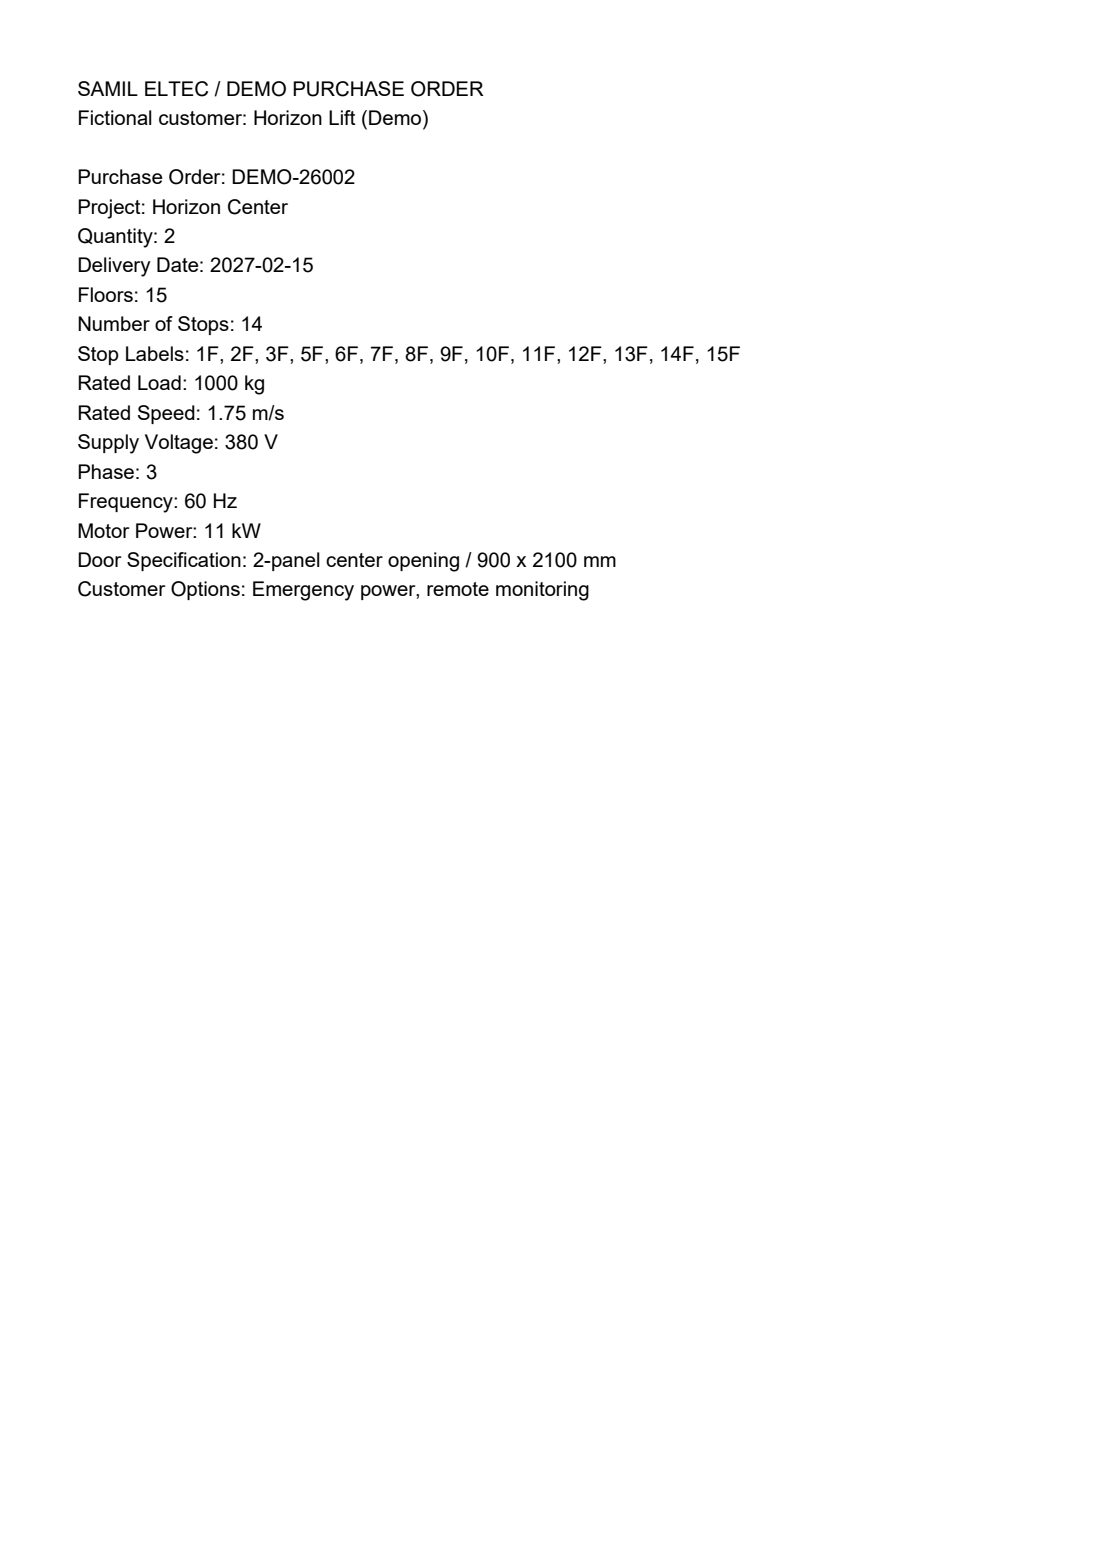 SAMIL ELTEC / DEMO PURCHASE ORDER
Fictional customer: Horizon Lift (Demo)
Purchase Order: DEMO-26002
Project: Horizon Center
Quantity: 2
Delivery Date: 2027-02-15
Floors: 15
Number of Stops: 14
Stop Labels: 1F, 2F, 3F, 5F, 6F, 7F, 8F, 9F, 10F, 11F, 12F, 13F, 14F, 15F
Rated Load: 1000 kg
Rated Speed: 1.75 m/s
Supply Voltage: 380 V
Phase: 3
Frequency: 60 Hz
Motor Power: 11 kW
Door Specification: 2-panel center opening / 900 x 2100 mm
Customer Options: Emergency power, remote monitoring